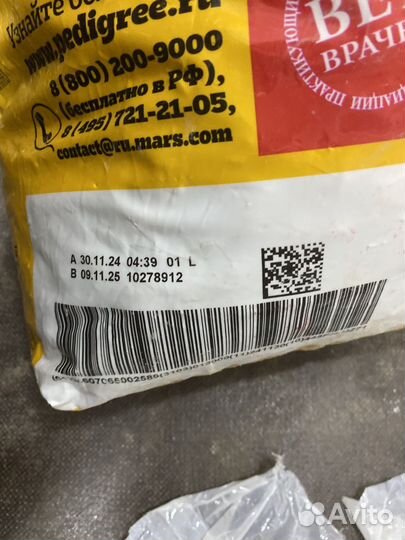 Узнайте бо
www.pedigree.ru
8 (800) 200-9000
(бесплатно в РФ),
8 (495) 721-21-05,
contact@ru.mars.com
ВЕ
ВРАЧЕ
ПРАКТИКУ
A 30.11.24 04:39 01 L
B 09.11.25 10278912
Avito